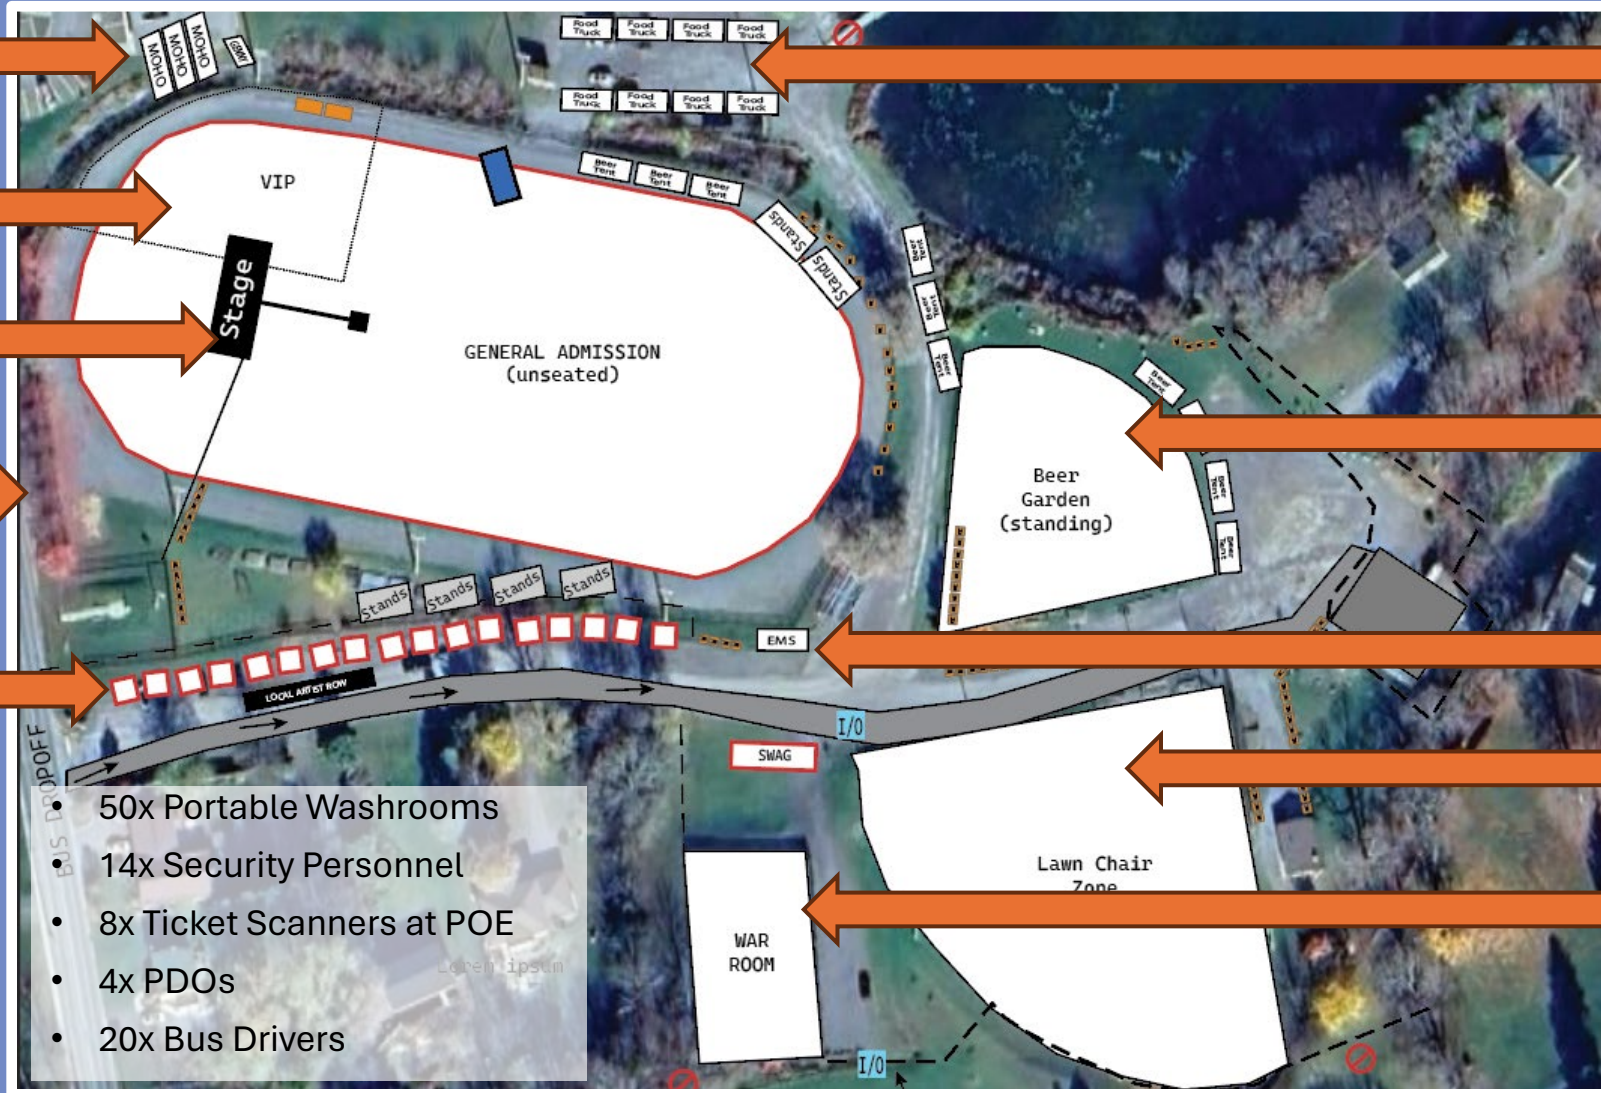 MOHO
MOHO
MOHO
Food Truck
Food Truck
Food Truck
Food Truck
Food Truck
Food Truck
Food Truck
Food Truck
VIP
Beer Tent
Beer Tent
Beer Tent
Stands
Stands
Stage
GENERAL ADMISSION
(unseated)
Beer Tent
Beer Tent
Beer Tent
Beer Tent
Beer
Garden
(standing)
Beer Tent
Beer Tent
Stands
Stands
Stands
Stands
EMS
LOCAL ARTIST ROW
I/O
SWAG
BUS DROPOFF
• 50x Portable Washrooms
• 14x Security Personnel
• 8x Ticket Scanners at POE
• 4x PDOs
• 20x Bus Drivers
Lorem ipsum
Lawn Chair
Zone
WAR
ROOM
I/O